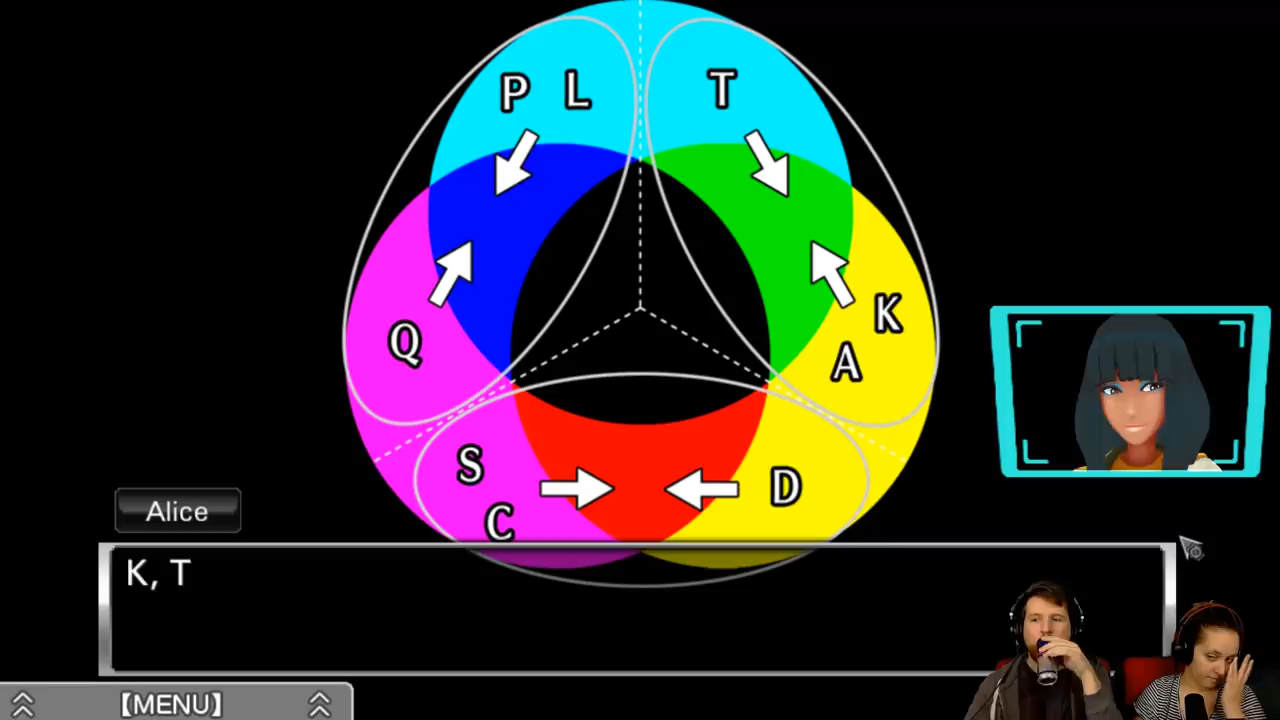 P L T
K
Q A
S D
C
Alice
K, T
【MENU】